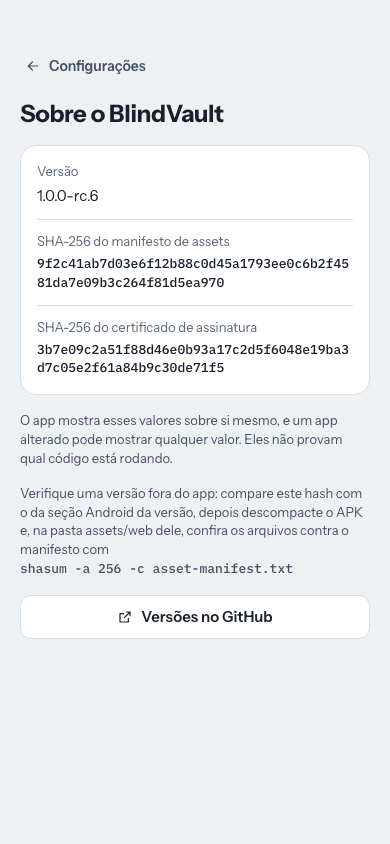 Configurações
Sobre o BlindVault
Versão
1.0.0-rc.6
SHA-256 do manifesto de assets
9f2c41ab7d03e6f12b88c0d45a1793ee0c6b2f45
81da7e09b3c264f81d5ea970
SHA-256 do certificado de assinatura
3b7e09c2a51f88d46e0b93a17c2d5f6048e19ba3
d7c05e2f61a84b9c30de71f5
O app mostra esses valores sobre si mesmo, e um app
alterado pode mostrar qualquer valor. Eles não provam
qual código está rodando.
Verifique uma versão fora do app: compare este hash com
o da seção Android da versão, depois descompacte o APK
e, na pasta assets/web dele, confira os arquivos contra o
manifesto com
shasum -a 256 -c asset-manifest.txt
Versões no GitHub